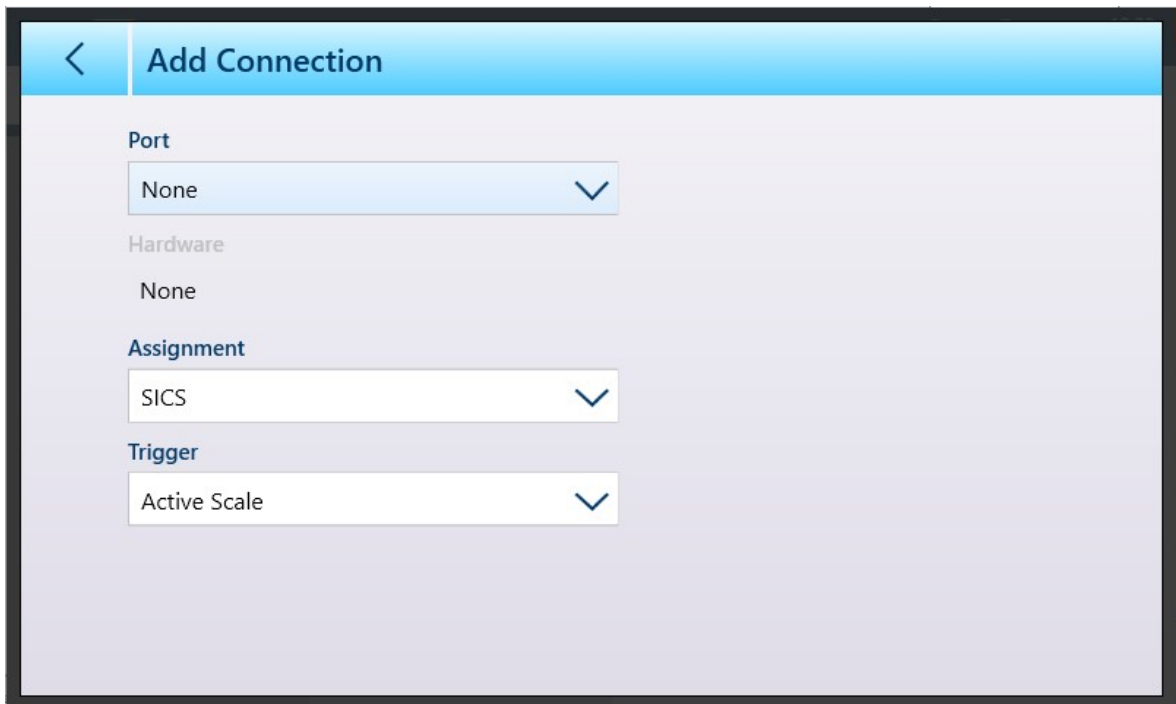 Add Connection
Port
None
Hardware
None
Assignment
SICS
Trigger
Active Scale